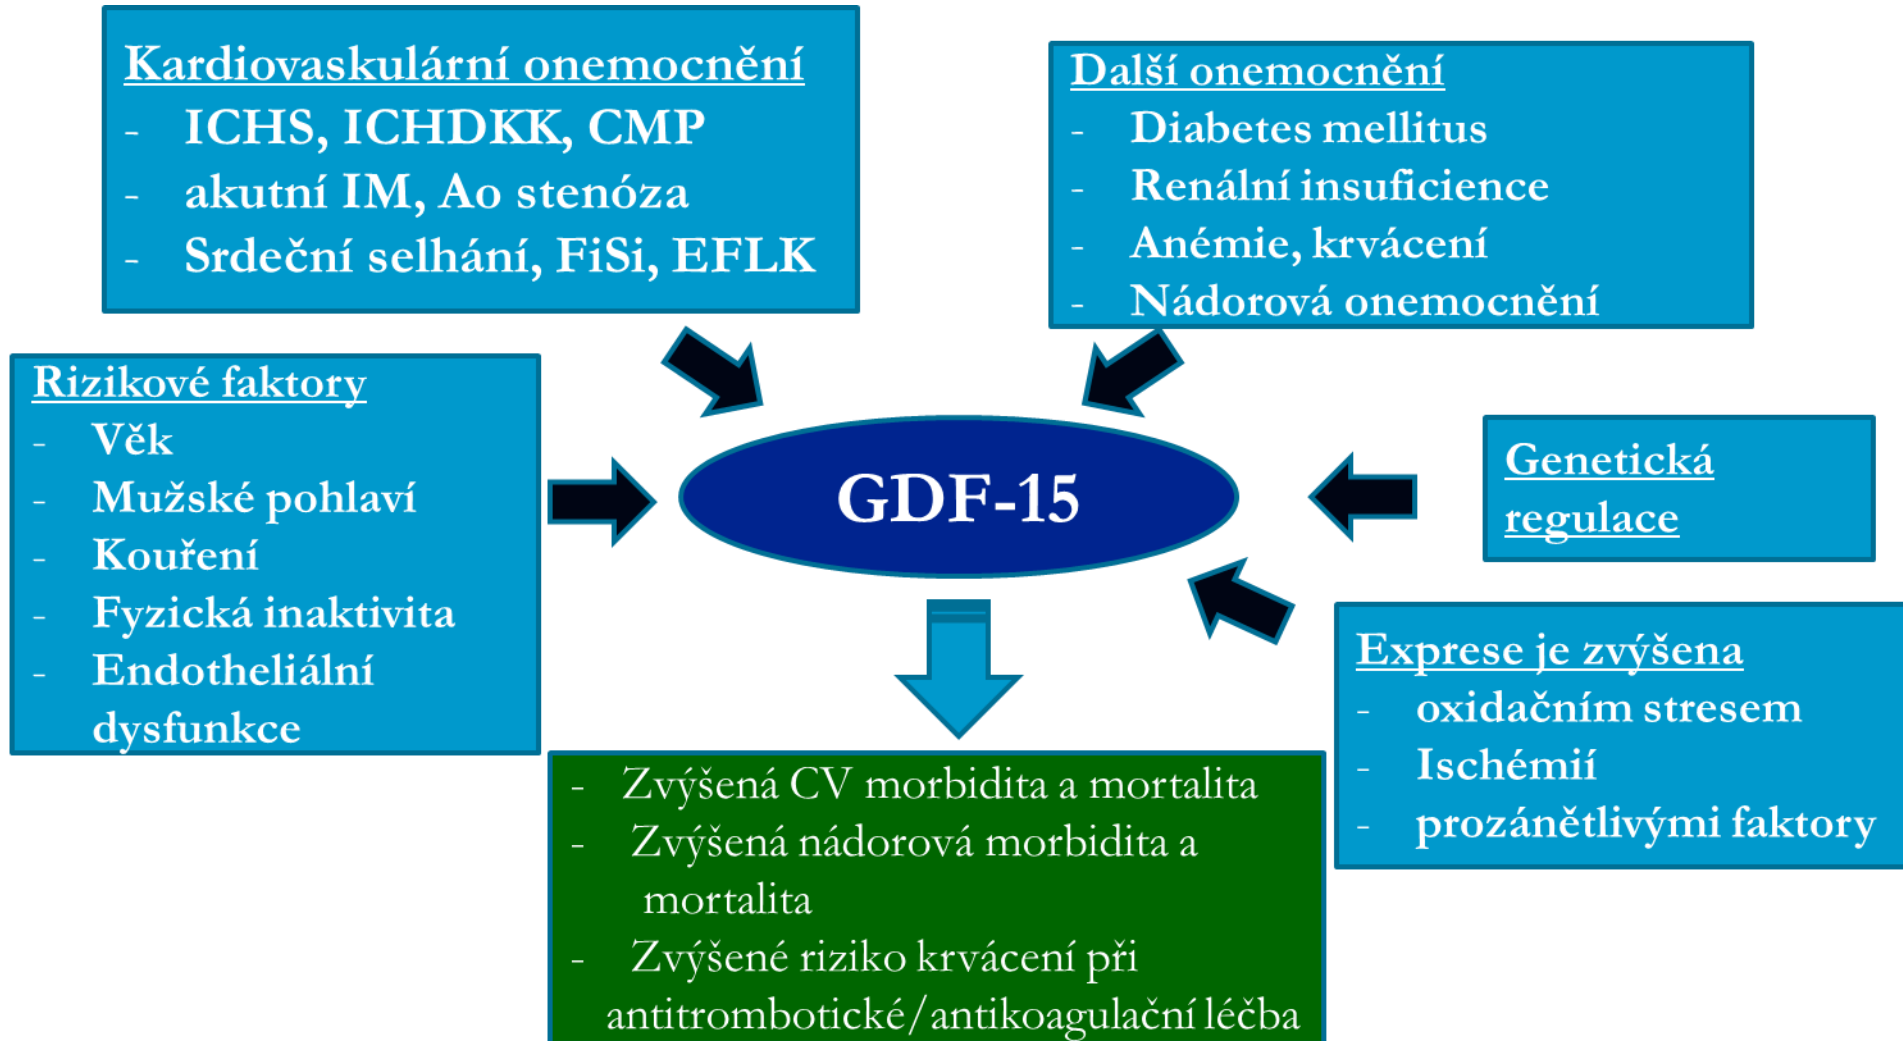 Kardiovaskulární onemocnění
- ICHS, ICHDKK, CMP
- akutní IM, Ao stenóza
- Srdeční selhání, FiSi, EFLK
Další onemocnění
- Diabetes mellitus
- Renální insuficience
- Anémie, krvácení
- Nádorová onemocnění
Rizikové faktory
- Věk
- Mužské pohlaví
- Kouření
- Fyzická inaktivita
- Endotheliální
dysfunkce
GDF-15
Genetická
regulace
Exprese je zvýšena
- oxidačním stresem
- Ischémií
- prozánětlivými faktory
- Zvýšená CV morbidita a mortalita
- Zvýšená nádorová morbidita a
mortalita
- Zvýšené riziko krvácení při
antitrombotické/antikoagulační léčba